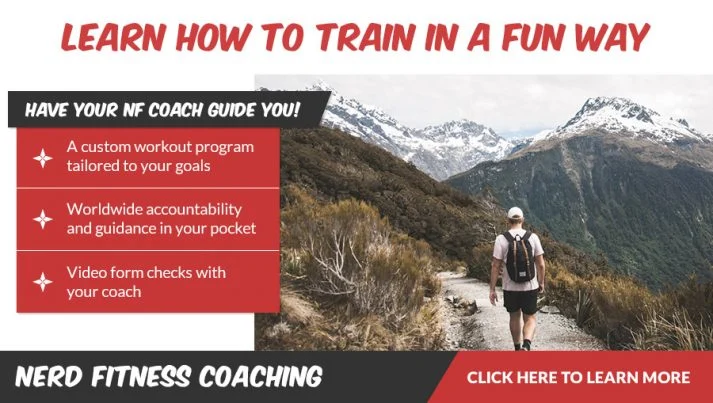 LEARN HOW TO TRAIN IN A FUN WAY
HAVE YOUR NF COACH GUIDE YOU!
A custom workout program
tailored to your goals
Worldwide accountability
and guidance in your pocket
Video form checks with
your coach
NERD FITNESS COACHING
CLICK HERE TO LEARN MORE